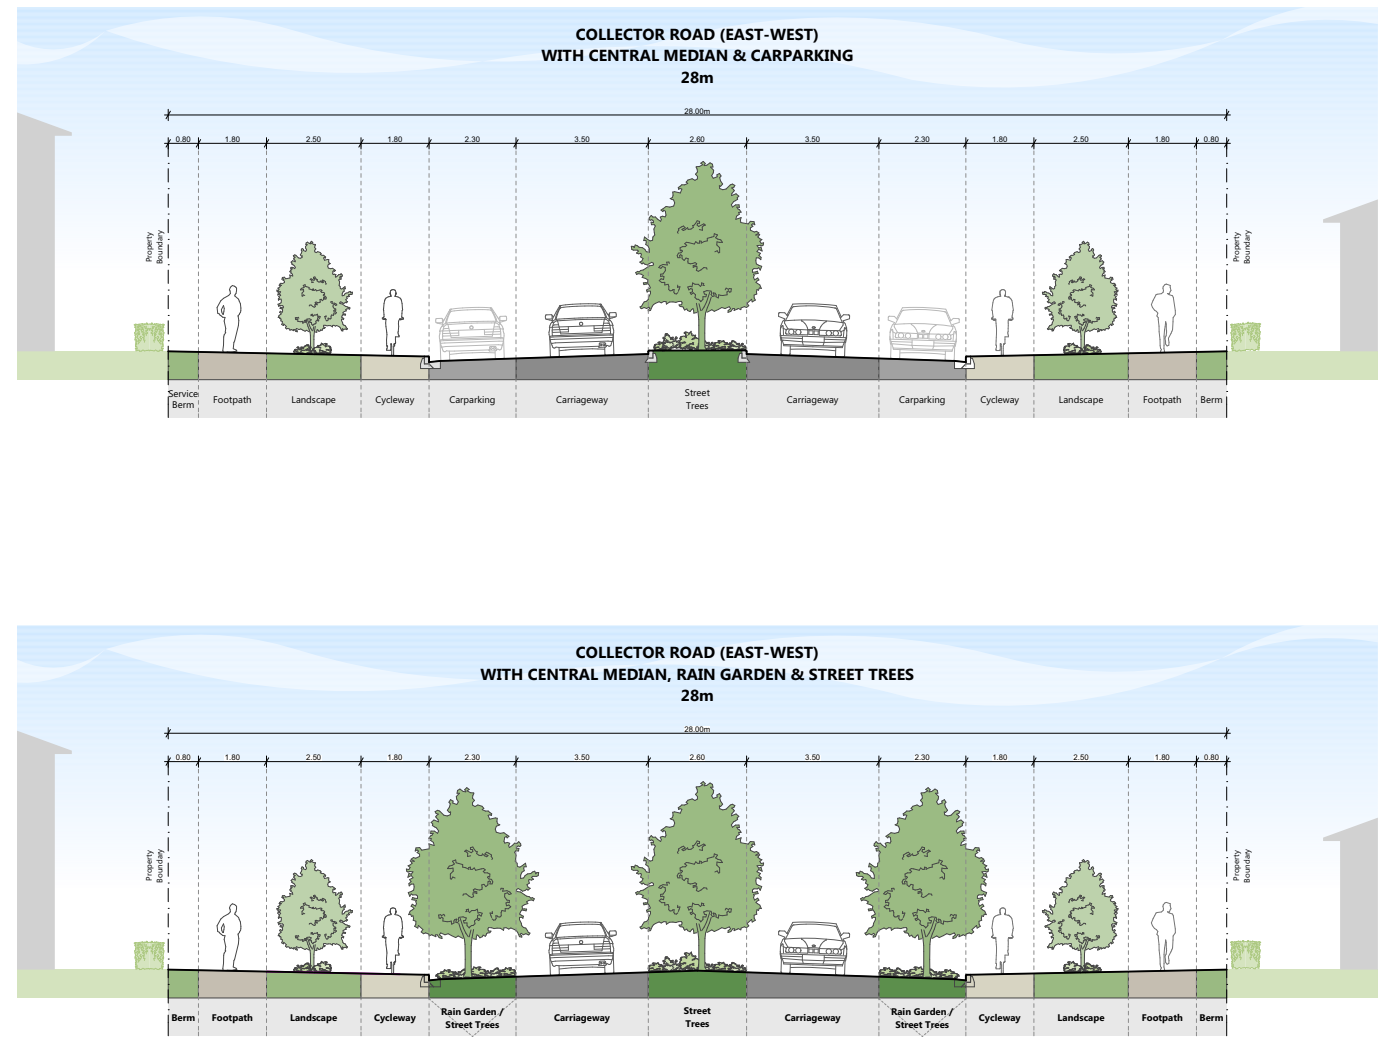 COLLECTOR ROAD (EAST-WEST)
WITH CENTRAL MEDIAN & CARPARKING
28m
28.00m
0.80 1.80 2.50 1.80 2.30 3.50 2.60 3.50 2.30 1.80 2.50 1.80 0.80
Property
Boundary
Property
Boundary
Service
Berm
Footpath
Landscape
Cycleway
Carparking
Carriageway
Street
Trees
Carriageway
Carparking
Cycleway
Landscape
Footpath
Berm
COLLECTOR ROAD (EAST-WEST)
WITH CENTRAL MEDIAN, RAIN GARDEN & STREET TREES
28m
28.00m
0.80 1.80 2.50 1.80 2.30 3.50 2.60 3.50 2.30 1.80 2.50 1.80 0.80
Property
Boundary
Property
Boundary
Berm
Footpath
Landscape
Cycleway
Rain Garden /
Street Trees
Carriageway
Street
Trees
Carriageway
Rain Garden /
Street Trees
Cycleway
Landscape
Footpath
Berm